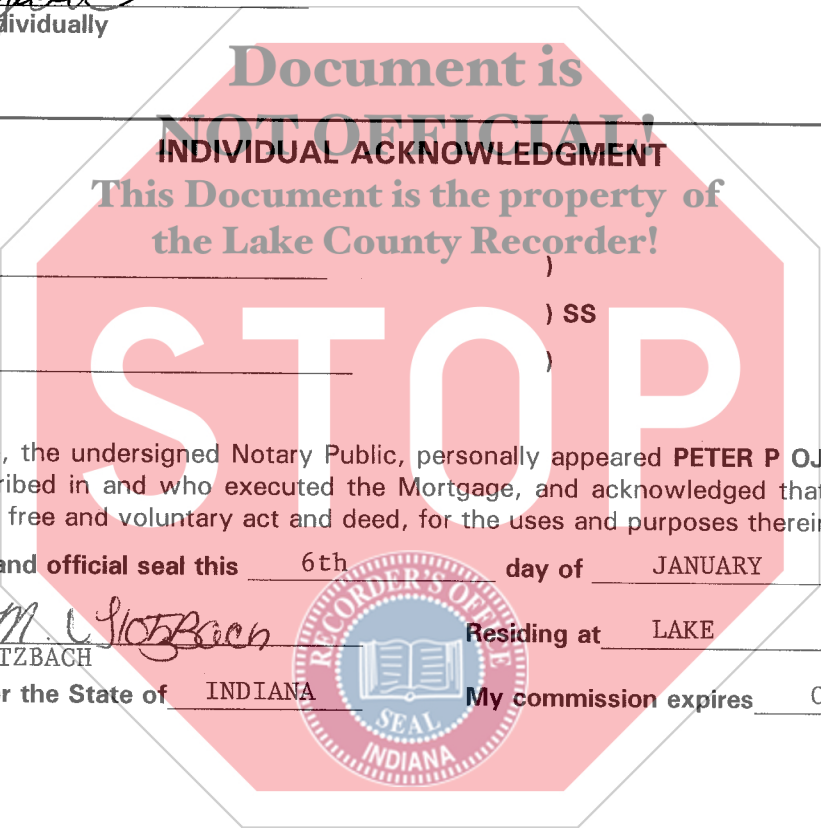 dividually
Document is
NOT OFFICIAL!
INDIVIDUAL ACKNOWLEDGMENT
This Document is the property of
the Lake County Recorder!
)
) SS
)
STOP
, the undersigned Notary Public, personally appeared PETER P OJ
ribed in and who executed the Mortgage, and acknowledged that
free and voluntary act and deed, for the uses and purposes therein
and official seal this 6th day of JANUARY
Residing at LAKE
TZBACH
r the State of INDIANA My commission expires
RECORDER'S OFFICE
SEAL
INDIANA